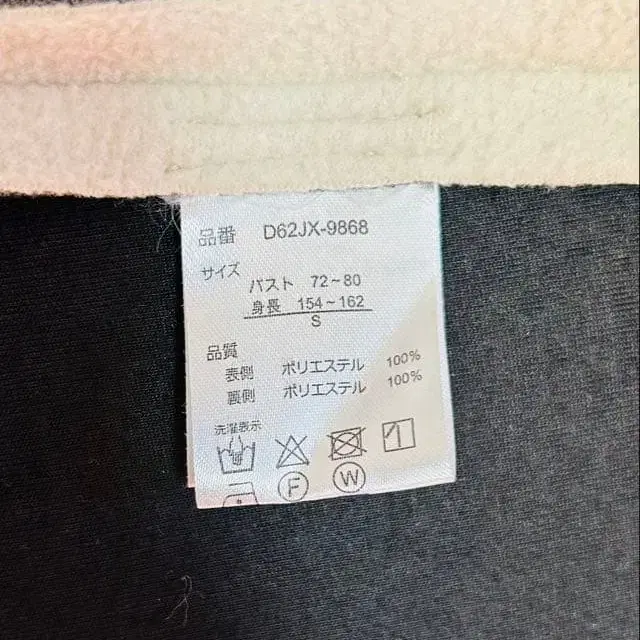 品番 D62JX-9868
サイズ
バスト 72～80
身長 154～162
S
品質
表側 ポリエステル 100%
裏側 ポリエステル 100%
洗濯表示
F W